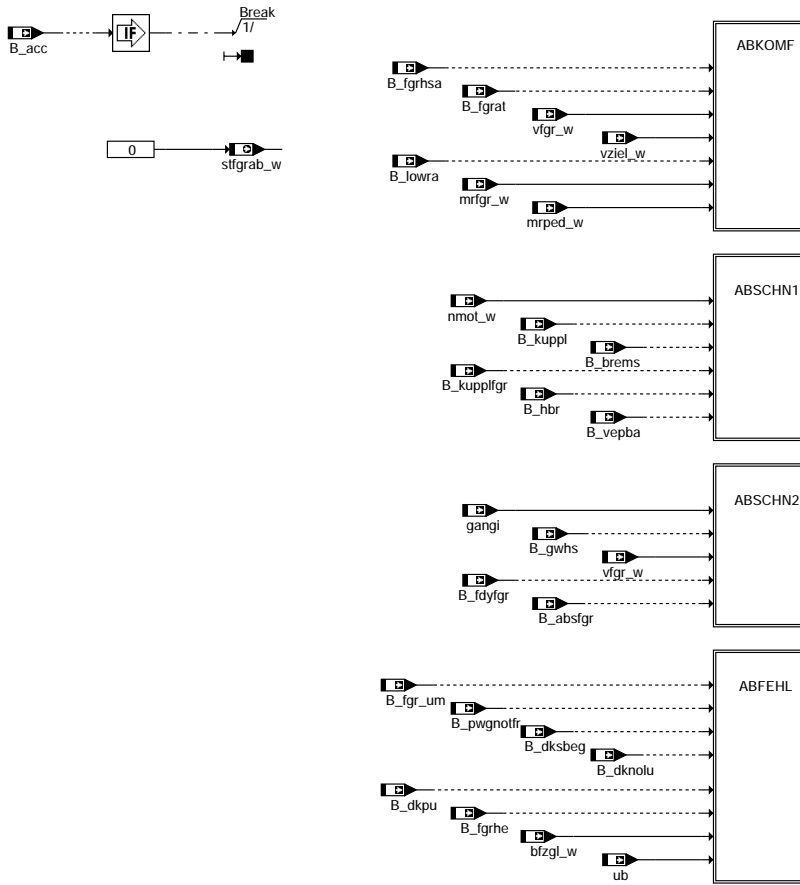 Break
1/
IF
B_acc
0
stfgrab_w
ABKOMF
B_fgrhsa
B_fgrat
vfgr_w
vziel_w
B_lowra
mrfgr_w
mrped_w
ABSCHN1
nmot_w
B_kuppl
B_brems
B_kupplfgr
B_hbr
B_vepba
ABSCHN2
gangi
B_gwhs
vfgr_w
B_fdyfgr
B_absfgr
ABFEHL
B_fgr_um
B_pwgnotfr
B_dksbeg
B_dknolu
B_dkpu
B_fgrhe
bfzgl_w
ub